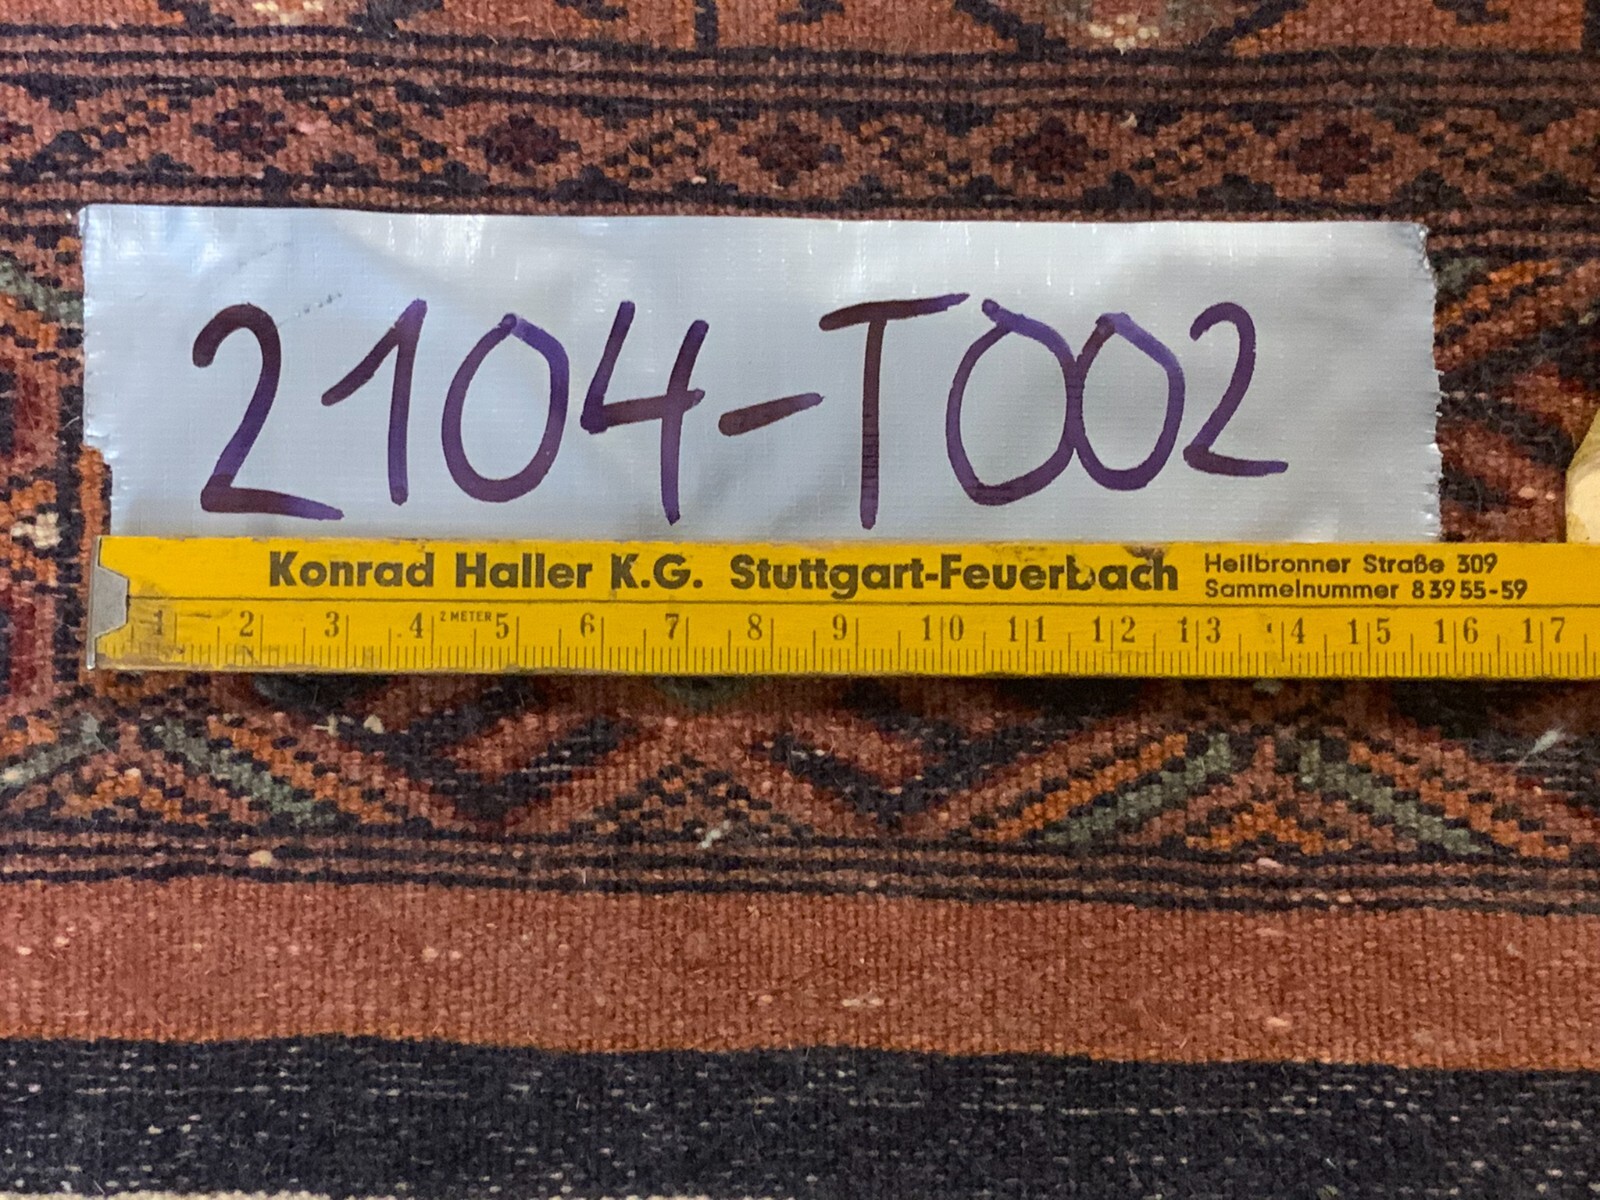 2104-T002
Konrad Haller K.G. Stuttgart-Feuerbach
Heilbronner Straße 309
Sammelnummer 83955-59
1 2 3 4 2 METER 5 6 7 8 9 10 11 12 13 14 15 16 17